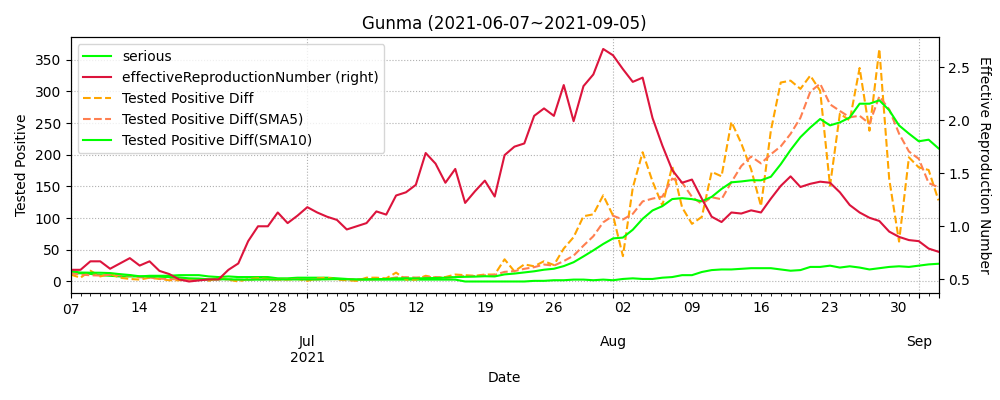 Gunma (2021-06-07~2021-09-05)
serious
effectiveReproductionNumber (right)
Tested Positive Diff
Tested Positive Diff(SMA5)
Tested Positive Diff(SMA10)
Tested Positive
350
300
250
200
150
100
50
0
2.5
2.0
1.5
1.0
0.5
Effective Reproduction Number
07 14 21 28 05 12 19 26 02 09 16 23 30
Jul Aug Sep
2021
Date